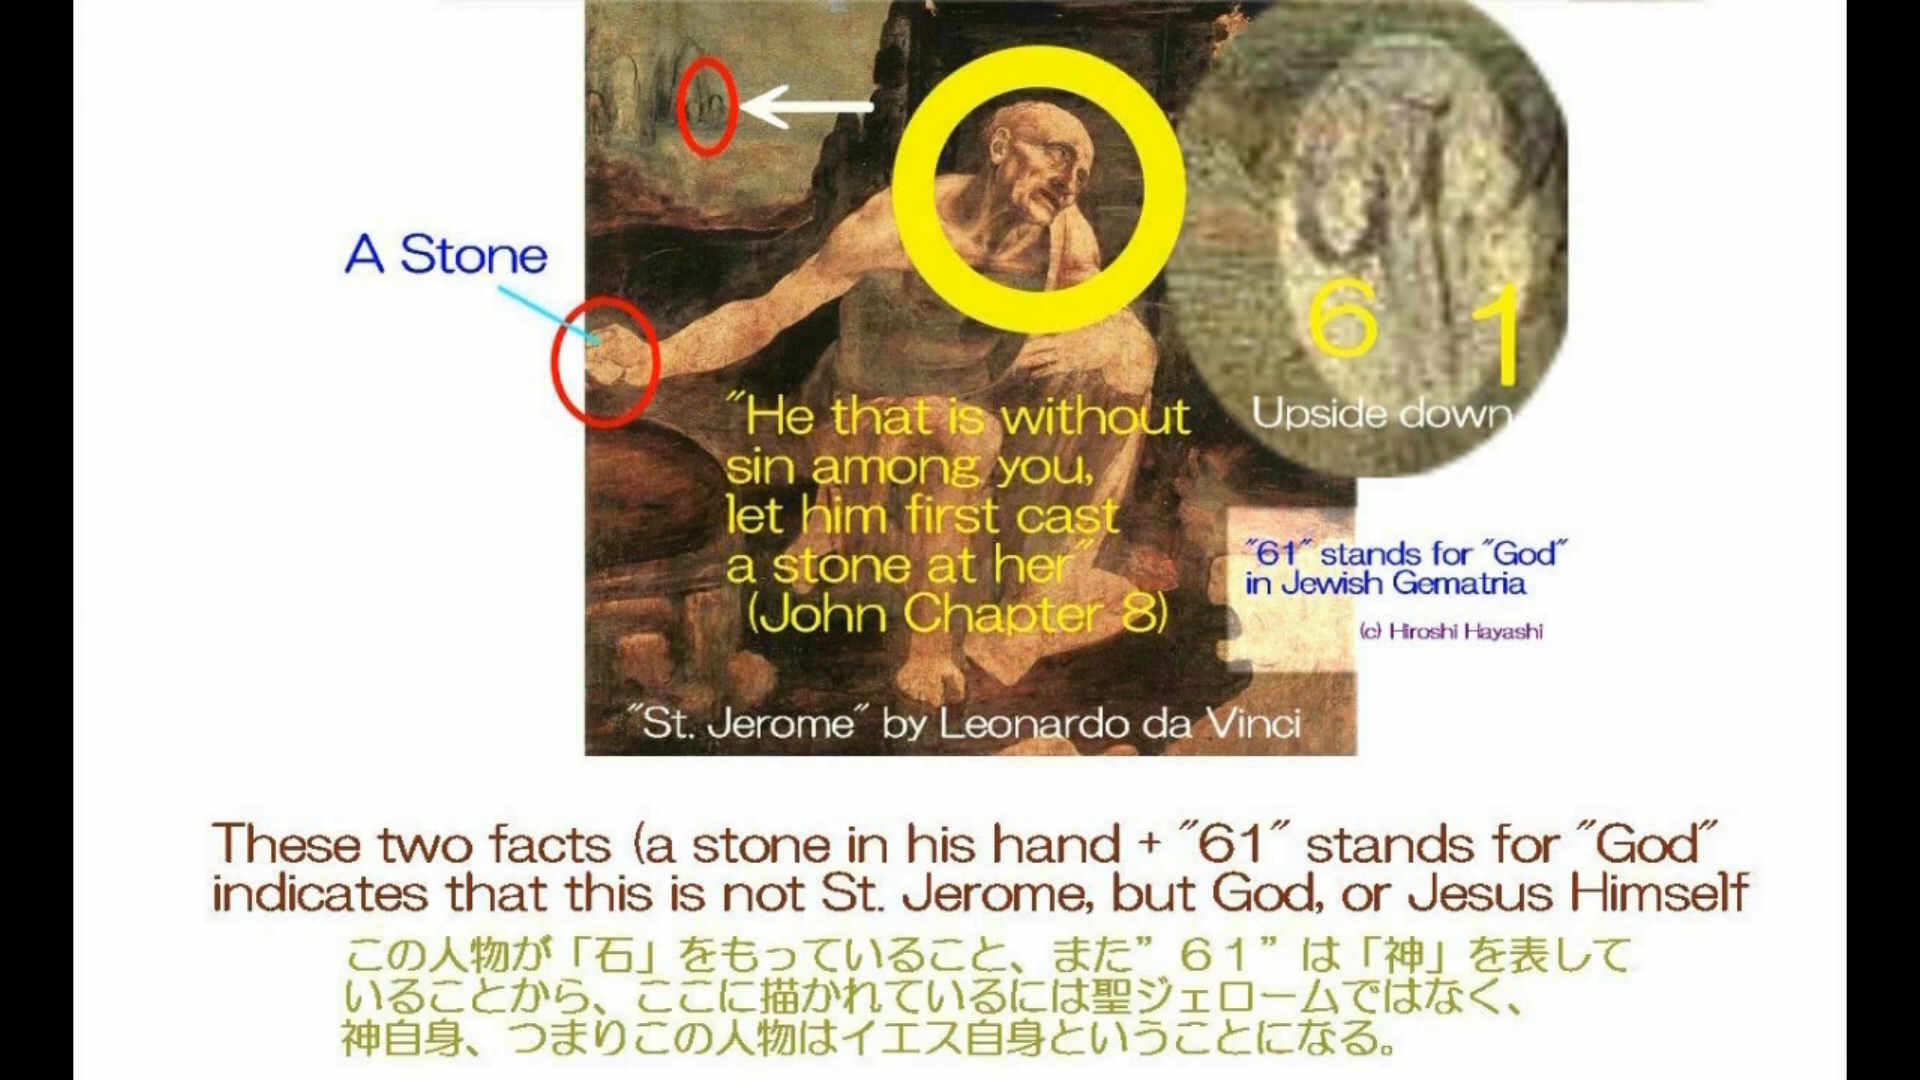 A Stone
6 1
Upside down
"He that is without
sin among you,
let him first cast
a stone at her"
(John Chapter 8)
"61" stands for "God"
in Jewish Gematria
(c) Hiroshi Hayashi
"St. Jerome" by Leonardo da Vinci
These two facts (a stone in his hand + "61" stands for "God"
indicates that this is not St. Jerome, but God, or Jesus Himself
この人物が「石」をもっていること、また”６１”は「神」を表して
いることから、ここに描かれているには聖ジェロームではなく、
神自身、つまりこの人物はイエス自身ということになる。